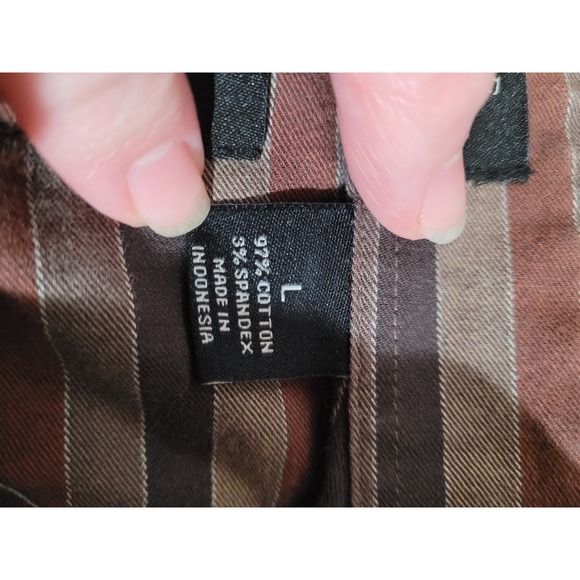 L
97% COTTON
3% SPANDEX
MADE IN
INDONESIA